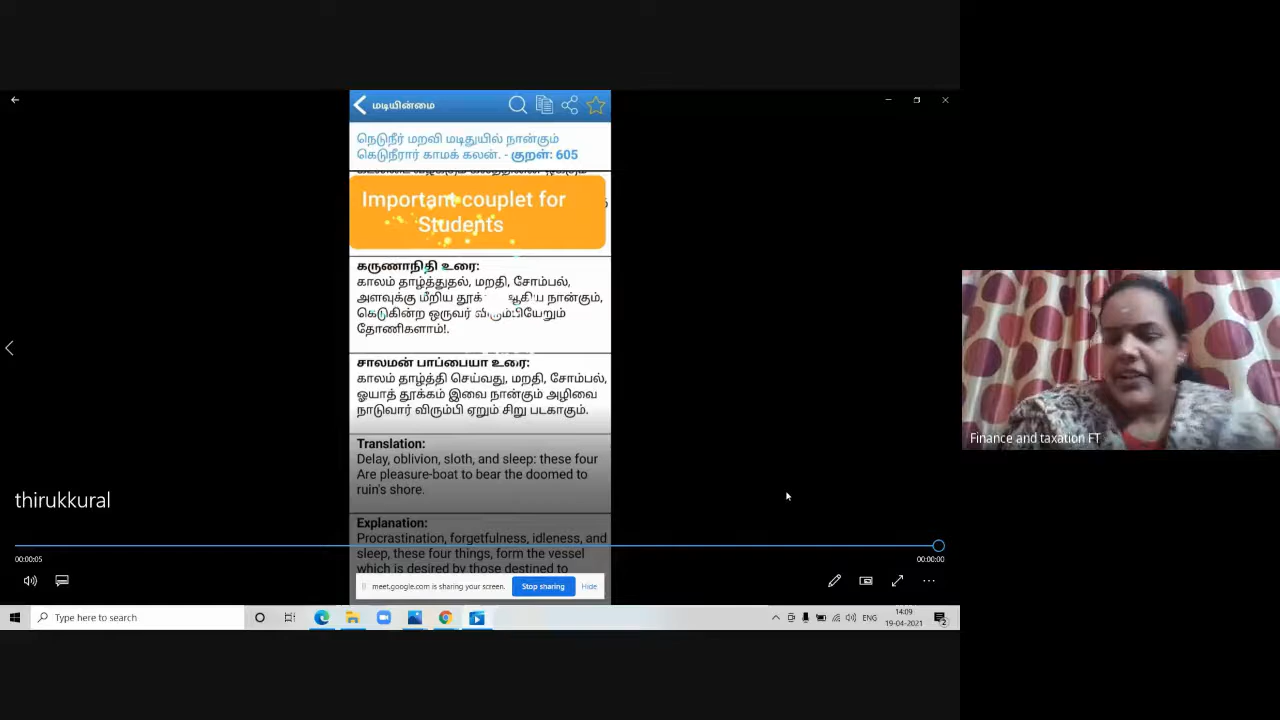 மடியின்மை
நெடுநீர் மறவி மடிதுயில் நான்கும்
கெடுநீரார் காமக் கலன். - குறள்: 605
Important couplet for
Students
கருணாநிதி உரை:
காலம் தாழ்த்துதல், மறதி, சோம்பல்,
அளவுக்கு மீறிய ஆகிய நான்கும்,
கெடுகின்ற ஒருவர் விரும்பியேறும்
தோணிகளாம்!.
சாலமன் பாப்பையா உரை:
காலம் தாழ்த்தி செய்வது, மறதி, சோம்பல்,
ஓயாத் தூக்கம் இவை நான்கும் அழிவை
நாடுவார் விரும்பி ஏறும் சிறு படகாகும்.
Translation:
Delay, oblivion, sloth, and sleep: these four
Are pleasure-boat to bear the doomed to
ruin's shore.
Explanation:
Procrastination, forgetfulness, idleness, and
sleep, these four things, form the vessel
which is desired by those destined to
meet.google.com is sharing your screen. Stop sharing Hide
thirukkural
00:00:05 00:00:00
Type here to search
ENG
14:09
19-04-2021
2
Finance and taxation FT